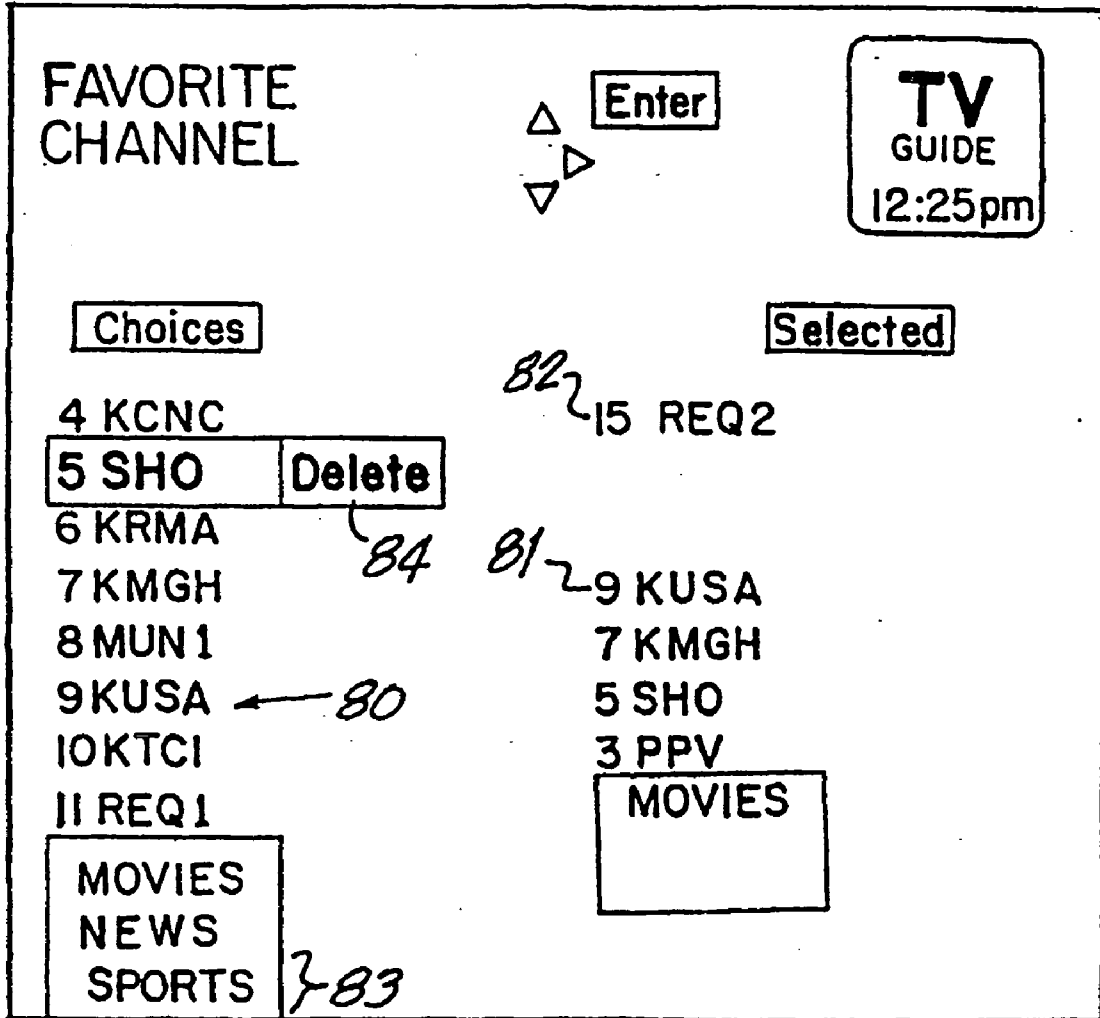 FAVORITE
CHANNEL
Enter
TV
GUIDE
12:25pm
Choices
Selected
4 KCNC
5 SHO Delete
6 KRMA
7 KMGH
8 MUN1
9 KUSA
10 KTCI
11 REQ1
MOVIES
NEWS
SPORTS
84
80
83
82
15 REQ2
81
9 KUSA
7 KMGH
5 SHO
3 PPV
MOVIES